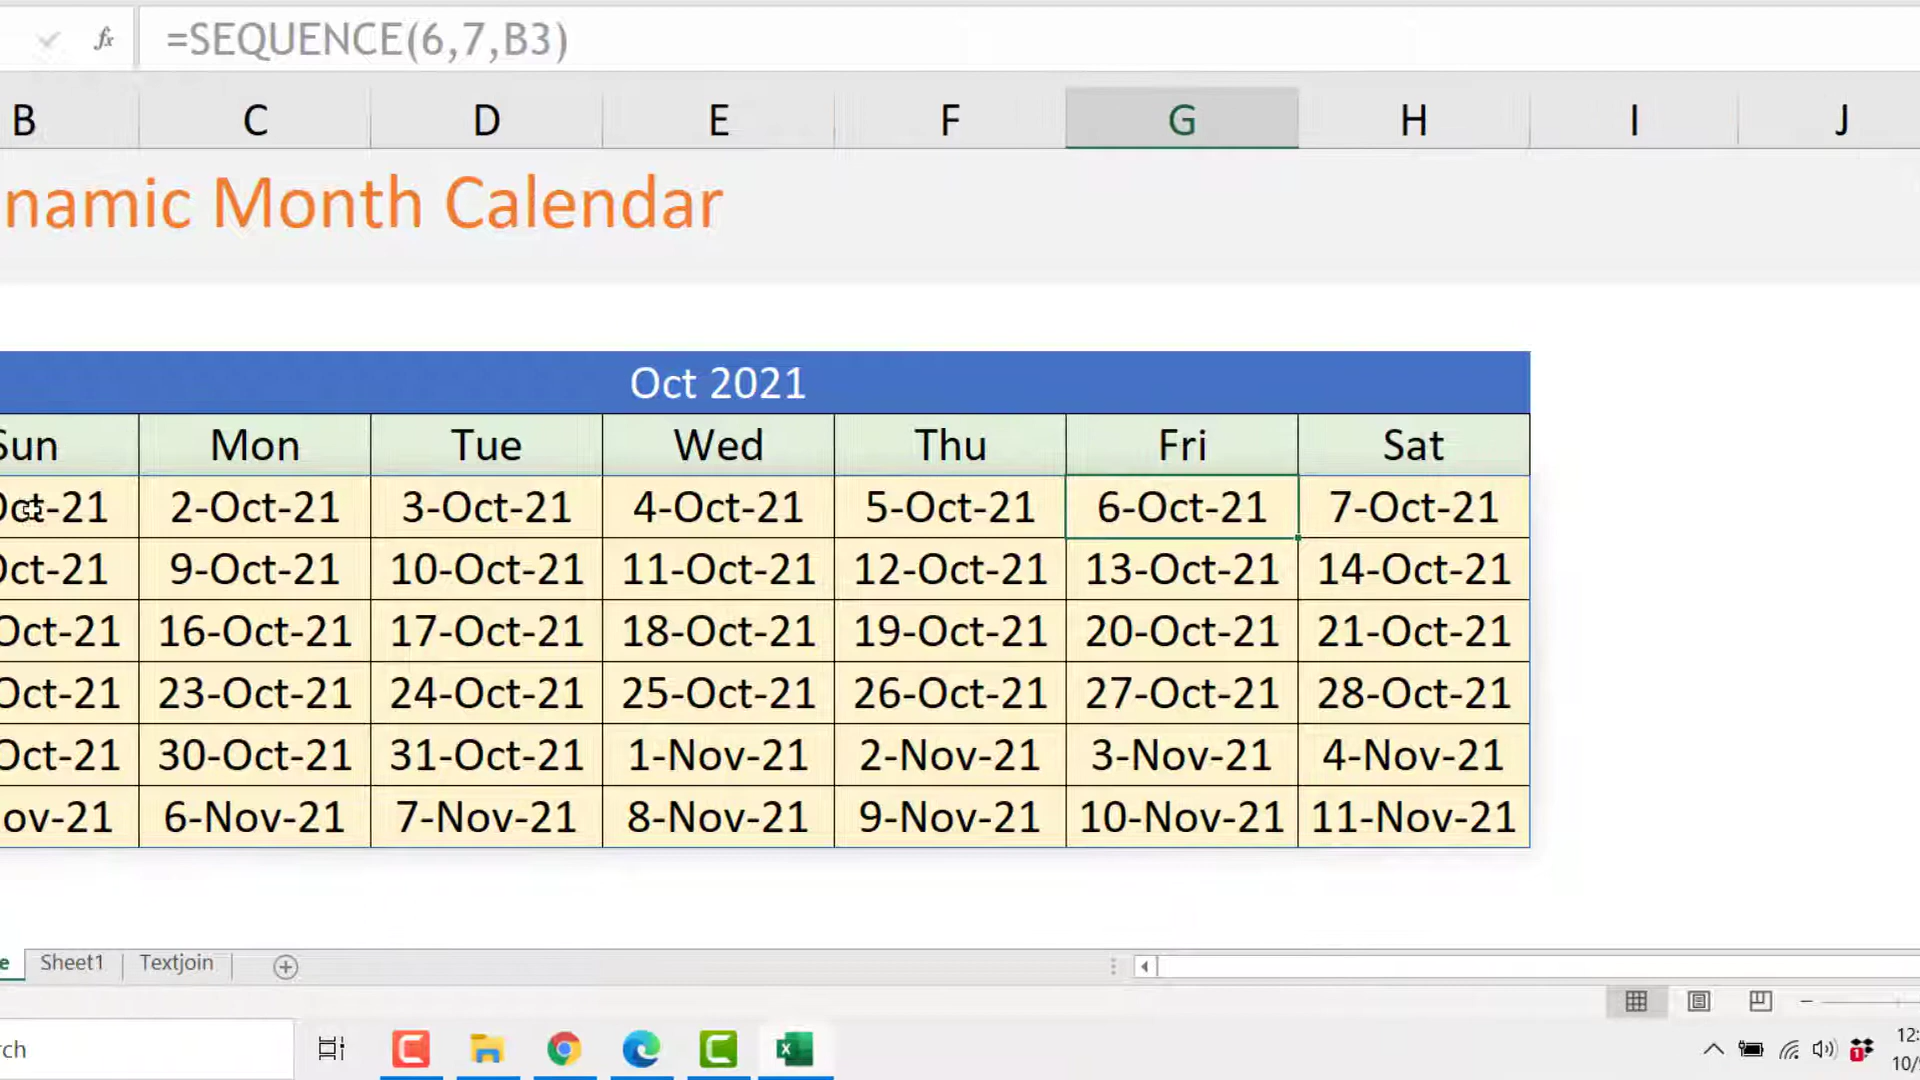 fx =SEQUENCE(6,7,B3)
B C D E F G H I J
namic Month Calendar
Oct 2021
Sun Mon Tue Wed Thu Fri Sat
Oct-21 2-Oct-21 3-Oct-21 4-Oct-21 5-Oct-21 6-Oct-21 7-Oct-21
Oct-21 9-Oct-21 10-Oct-21 11-Oct-21 12-Oct-21 13-Oct-21 14-Oct-21
Oct-21 16-Oct-21 17-Oct-21 18-Oct-21 19-Oct-21 20-Oct-21 21-Oct-21
Oct-21 23-Oct-21 24-Oct-21 25-Oct-21 26-Oct-21 27-Oct-21 28-Oct-21
Oct-21 30-Oct-21 31-Oct-21 1-Nov-21 2-Nov-21 3-Nov-21 4-Nov-21
ov-21 6-Nov-21 7-Nov-21 8-Nov-21 9-Nov-21 10-Nov-21 11-Nov-21
e Sheet1 Textjoin
rch 12:
10/